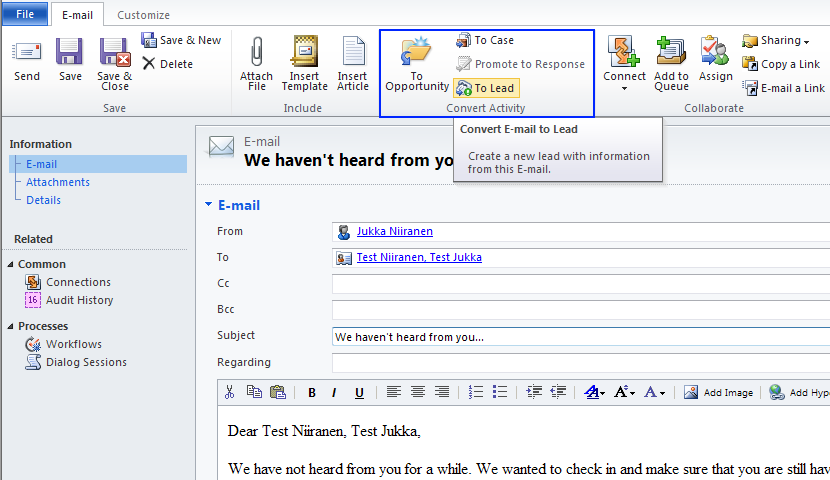 File E-mail Customize
Send
Save
Save &
Close
Save & New
Delete
Save
Attach
File
Insert
Template
Insert
Article
Include
To
Opportunity
To Case
Promote to Response
To Lead
Convert Activity
Connect
Add to
Queue
Assign
Sharing
Copy a Link
E-mail a Link
Collaborate
Convert E-mail to Lead
Create a new lead with information
from this E-mail.
Information
E-mail
Attachments
Details
Related
Common
Connections
16 Audit History
Processes
Workflows
Dialog Sessions
E-mail
We haven't heard from yo
E-mail
From Jukka Niiranen
To Test Niiranen, Test Jukka
Cc
Bcc
Subject We haven't heard from you...
Regarding
B I U A A A Add Image Add Hype
Dear Test Niiranen, Test Jukka,
We have not heard from you for a while. We wanted to check in and make sure that you are still hav